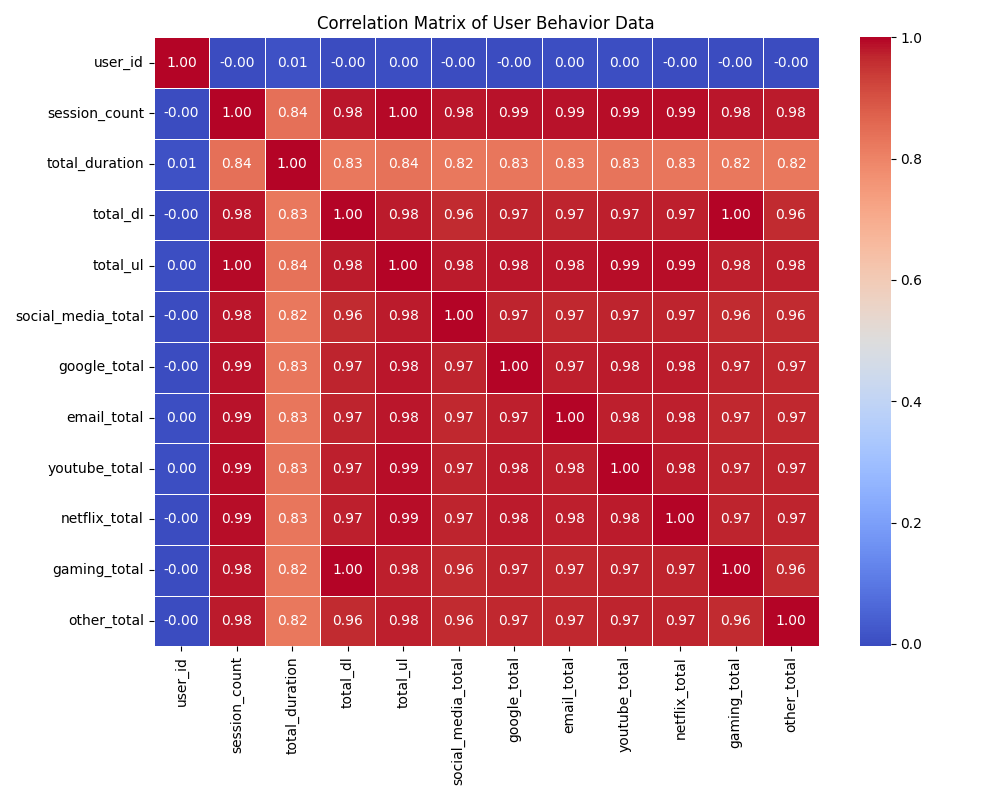 Correlation Matrix of User Behavior Data
user_id 1.00 -0.00 0.01 -0.00 0.00 -0.00 -0.00 0.00 0.00 -0.00 -0.00 -0.00
session_count -0.00 1.00 0.84 0.98 1.00 0.98 0.99 0.99 0.99 0.99 0.98 0.98
total_duration 0.01 0.84 1.00 0.83 0.84 0.82 0.83 0.83 0.83 0.83 0.82 0.82
total_dl -0.00 0.98 0.83 1.00 0.98 0.96 0.97 0.97 0.97 0.97 1.00 0.96
total_ul 0.00 1.00 0.84 0.98 1.00 0.98 0.98 0.98 0.99 0.99 0.98 0.98
social_media_total -0.00 0.98 0.82 0.96 0.98 1.00 0.97 0.97 0.97 0.97 0.96 0.96
google_total -0.00 0.99 0.83 0.97 0.98 0.97 1.00 0.97 0.98 0.98 0.97 0.97
email_total 0.00 0.99 0.83 0.97 0.98 0.97 0.97 1.00 0.98 0.98 0.97 0.97
youtube_total 0.00 0.99 0.83 0.97 0.99 0.97 0.98 0.98 1.00 0.98 0.97 0.97
netflix_total -0.00 0.99 0.83 0.97 0.99 0.97 0.98 0.98 0.98 1.00 0.97 0.97
gaming_total -0.00 0.98 0.82 1.00 0.98 0.96 0.97 0.97 0.97 0.97 1.00 0.96
other_total -0.00 0.98 0.82 0.96 0.98 0.96 0.97 0.97 0.97 0.97 0.96 1.00
user_id
session_count
total_duration
total_dl
total_ul
social_media_total
google_total
email_total
youtube_total
netflix_total
gaming_total
other_total
1.0
0.8
0.6
0.4
0.2
0.0